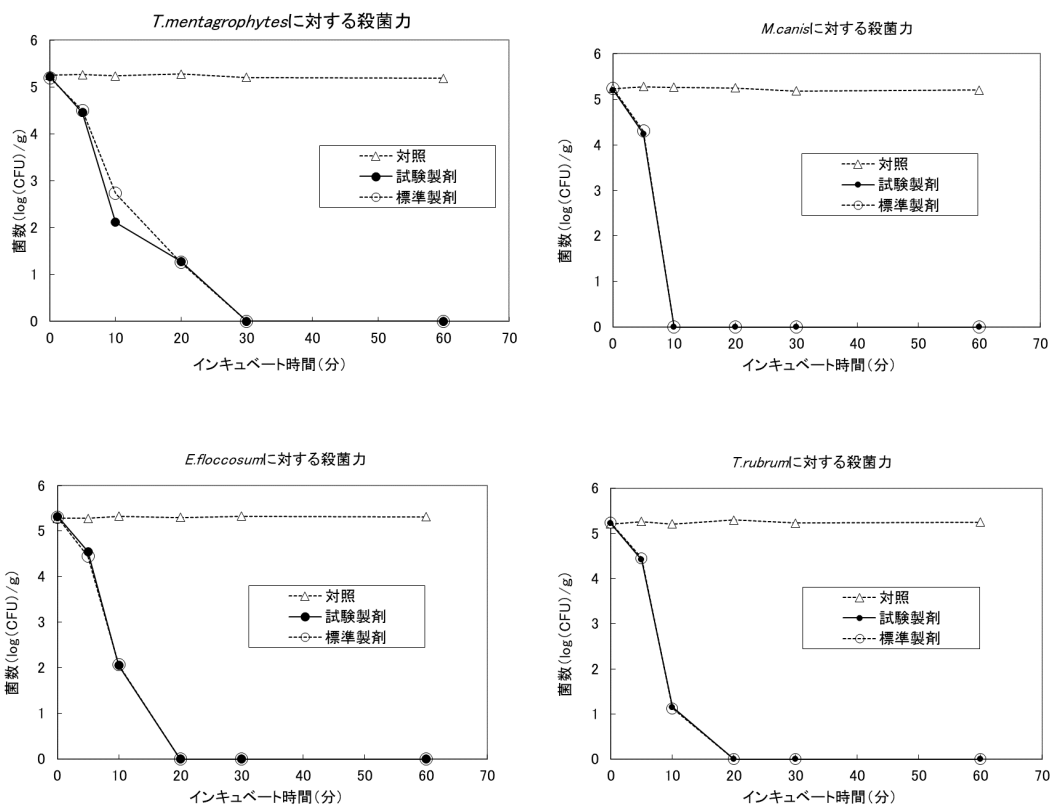 T.mentagrophytesに対する殺菌力
6
5
4
3
2
1
0
菌数(log(CFU)/g)
対照
試験製剤
標準製剤
0 10 20 30 40 50 60 70
インキュベート時間(分)
M.canisに対する殺菌力
6
5
4
3
2
1
0
菌数(log(CFU)/g)
対照
試験製剤
標準製剤
0 10 20 30 40 50 60 70
インキュベート時間(分)
E.floccosumに対する殺菌力
6
5
4
3
2
1
0
菌数(log(CFU)/g)
対照
試験製剤
標準製剤
0 10 20 30 40 50 60 70
インキュベート時間(分)
T.rubrumに対する殺菌力
6
5
4
3
2
1
0
菌数(log(CFU)/g)
対照
試験製剤
標準製剤
0 10 20 30 40 50 60 70
インキュベート時間(分)